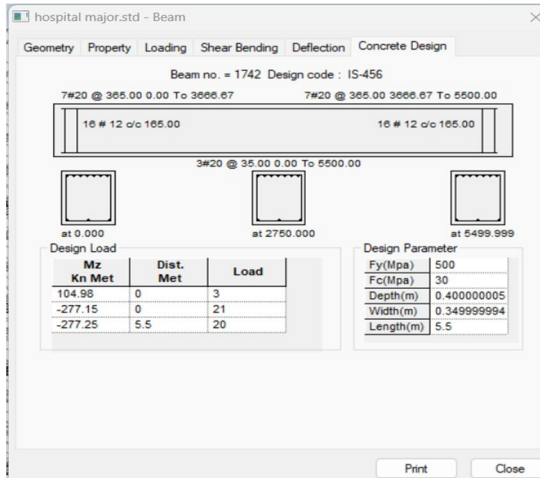 hospital major.std - Beam
Geometry Property Loading Shear Bending Deflection Concrete Design
Beam no. = 1742 Design code : IS-456
7#20 @ 365.00 0.00 To 3666.67 7#20 @ 365.00 3666.67 To 5500.00
16 # 12 c/c 165.00 16 # 12 c/c 165.00
3#20 @ 35.00 0.00 To 5500.00
at 0.000 at 2750.000 at 5499.999
Design Load Design Parameter
Mz Kn Met Dist. Met Load
104.98 0 3
-277.15 0 21
-277.25 5.5 20
Fy(Mpa) 500
Fc(Mpa) 30
Depth(m) 0.400000005
Width(m) 0.349999994
Length(m) 5.5
Print Close